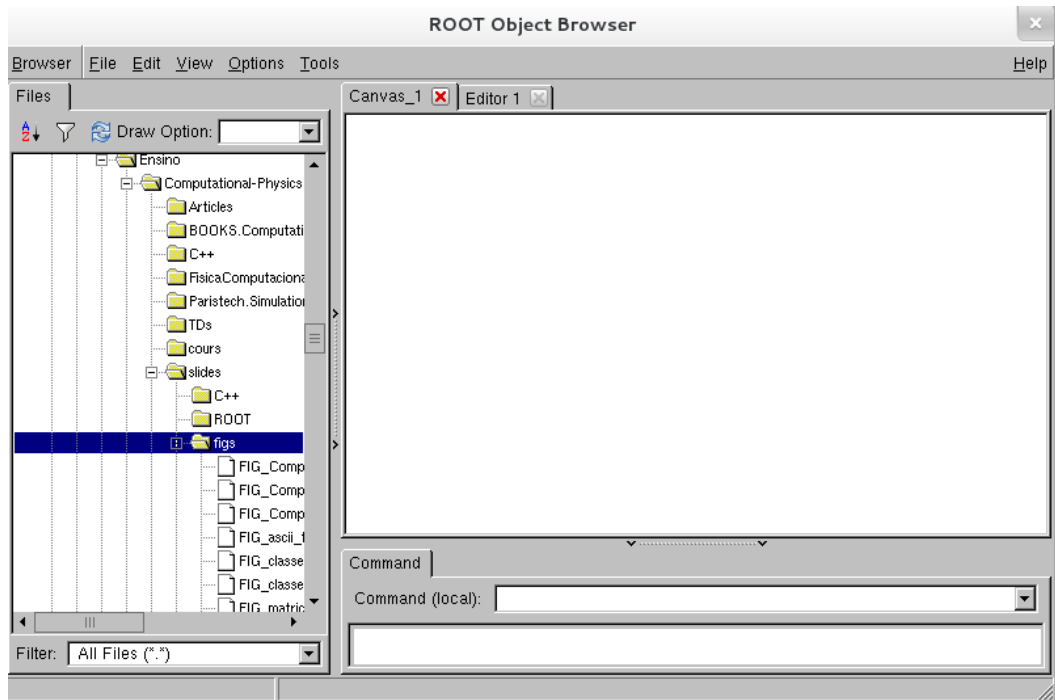 ROOT Object Browser
Browser File Edit View Options Tools Help
Files
Canvas_1 Editor 1
Draw Option:
Ensino
Computational-Physics
Articles
BOOKS.Computati
C++
FisicaComputaciona
Paristech.Simulation
TDs
cours
slides
C++
ROOT
figs
FIG_Comp
FIG_Comp
FIG_Comp
FIG_ascii_f
FIG_classe
FIG_classe
FIG_matric
Command
Command (local):
Filter: All Files (*.*)